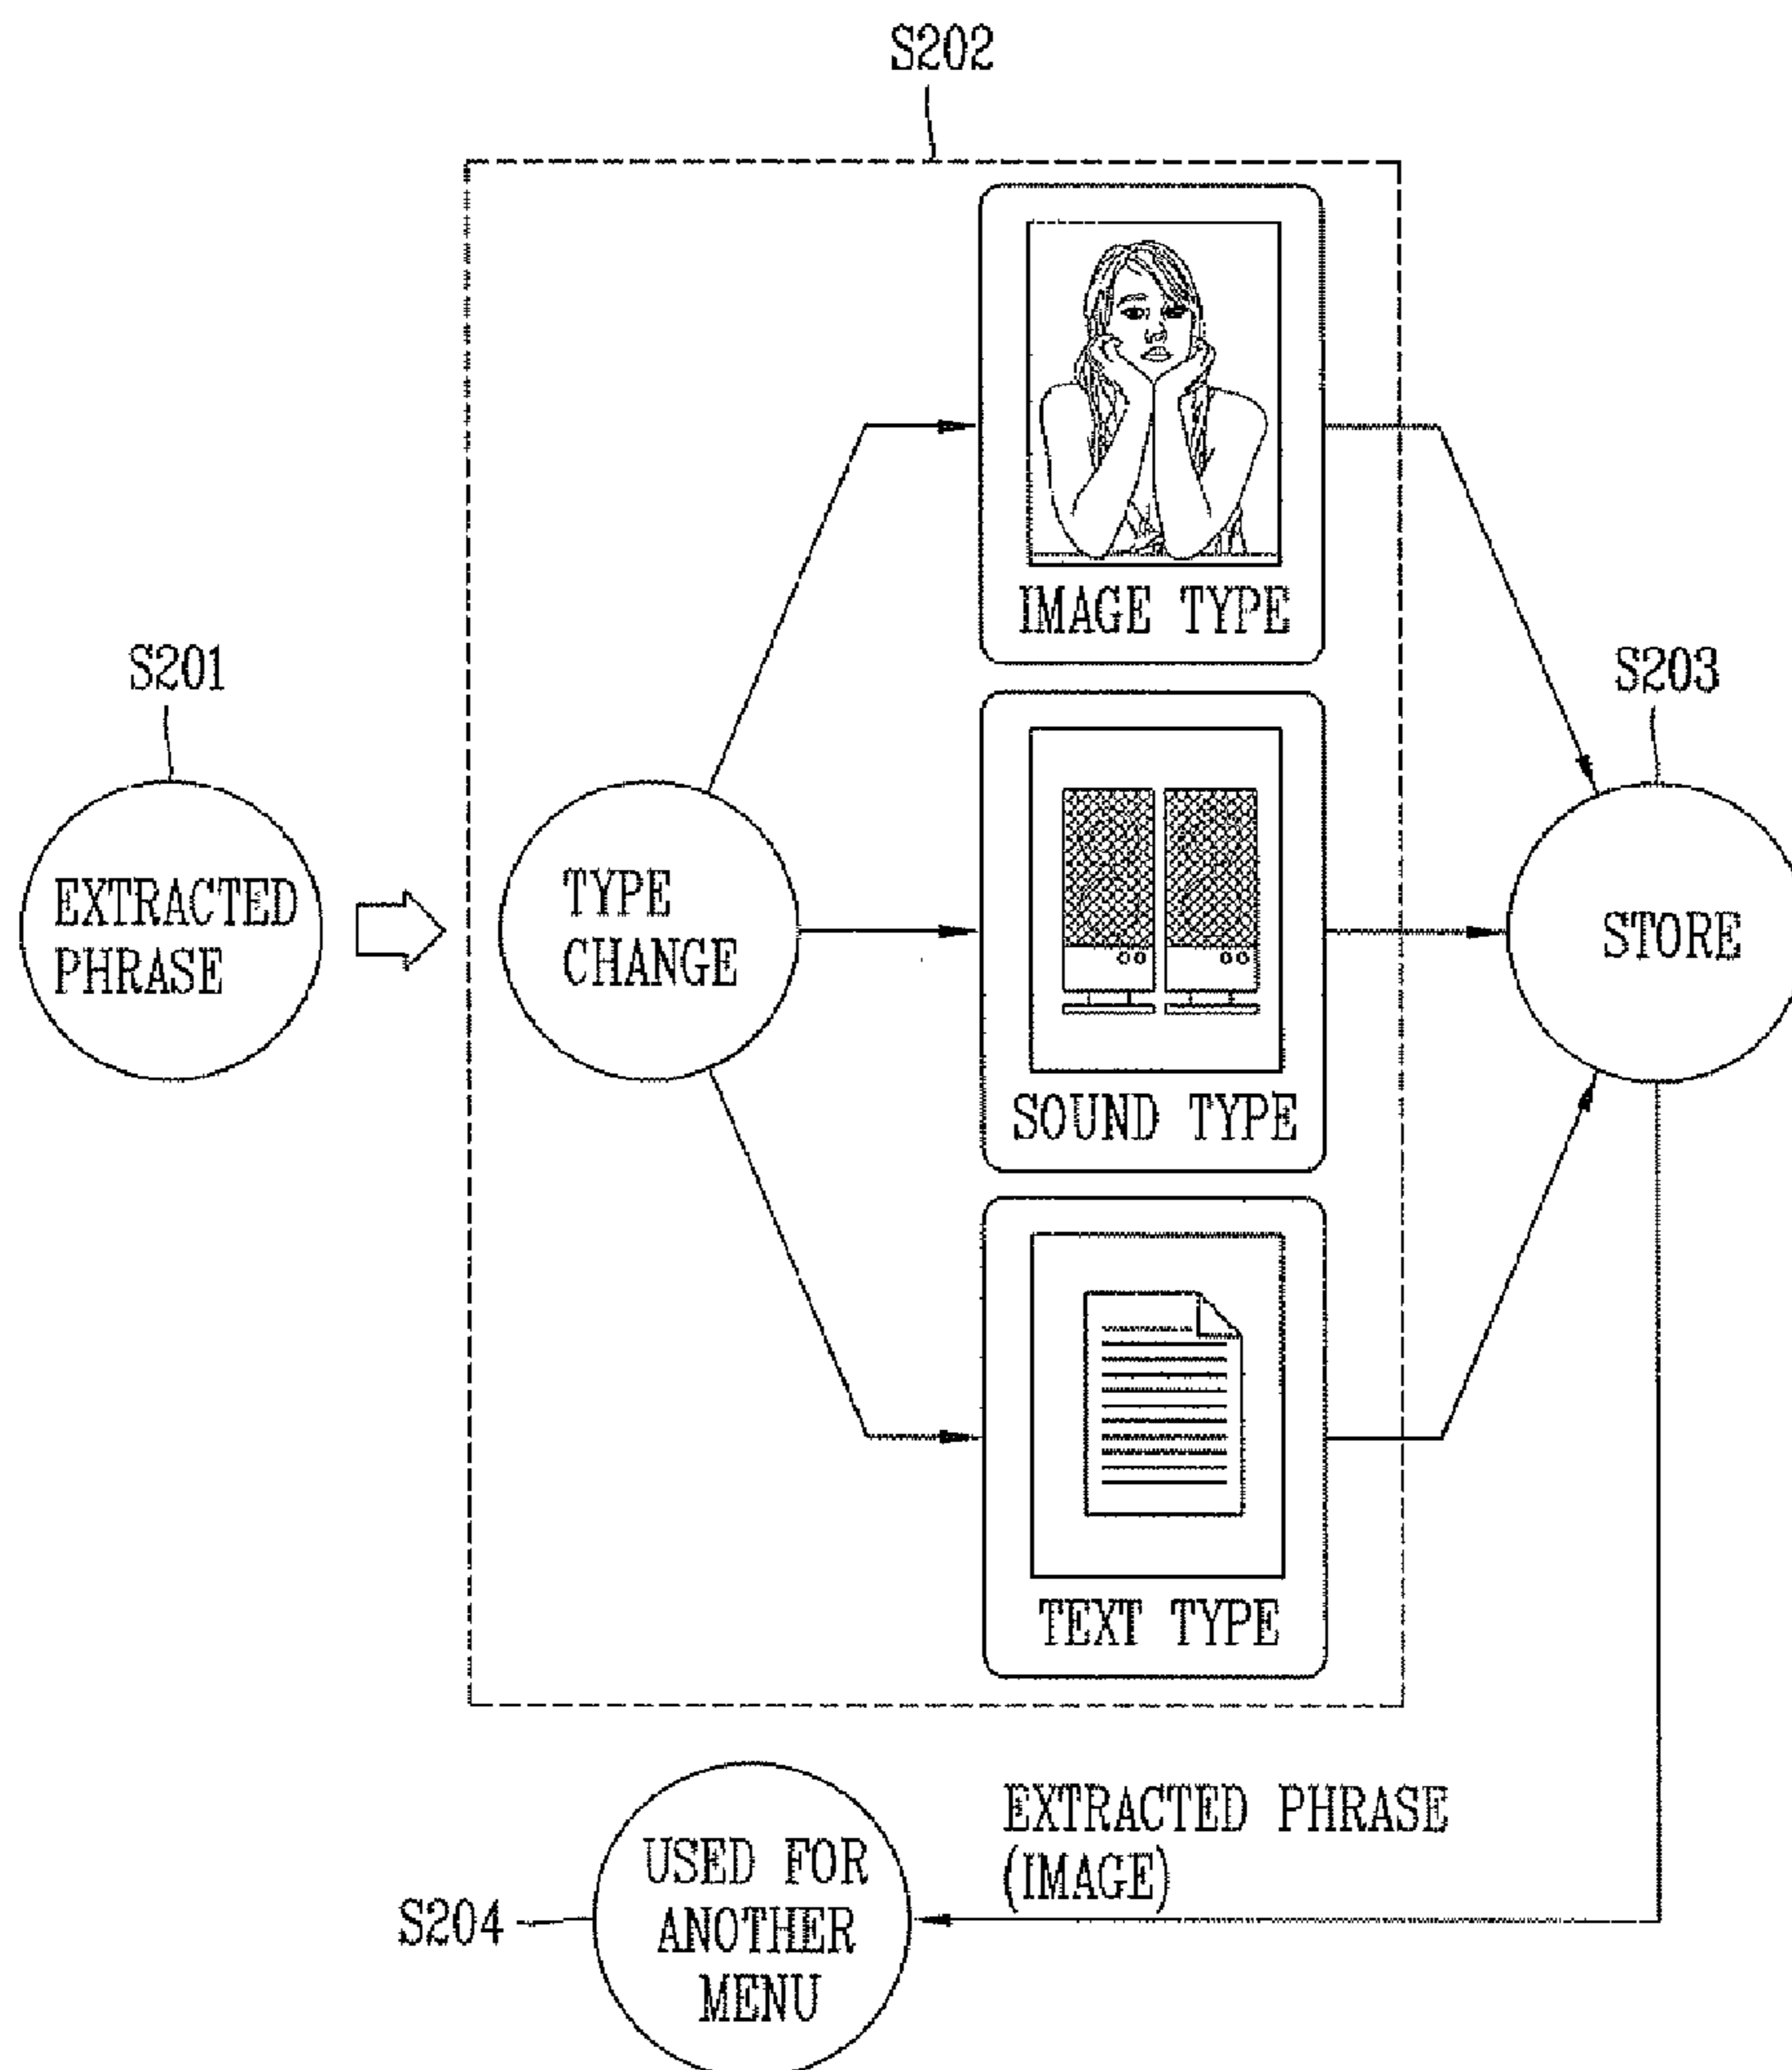 S202
IMAGE TYPE
S201
S203
EXTRACTED
PHRASE
TYPE
CHANGE
STORE
SOUND TYPE
TEXT TYPE
EXTRACTED PHRASE
(IMAGE)
S204
USED FOR
ANOTHER
MENU